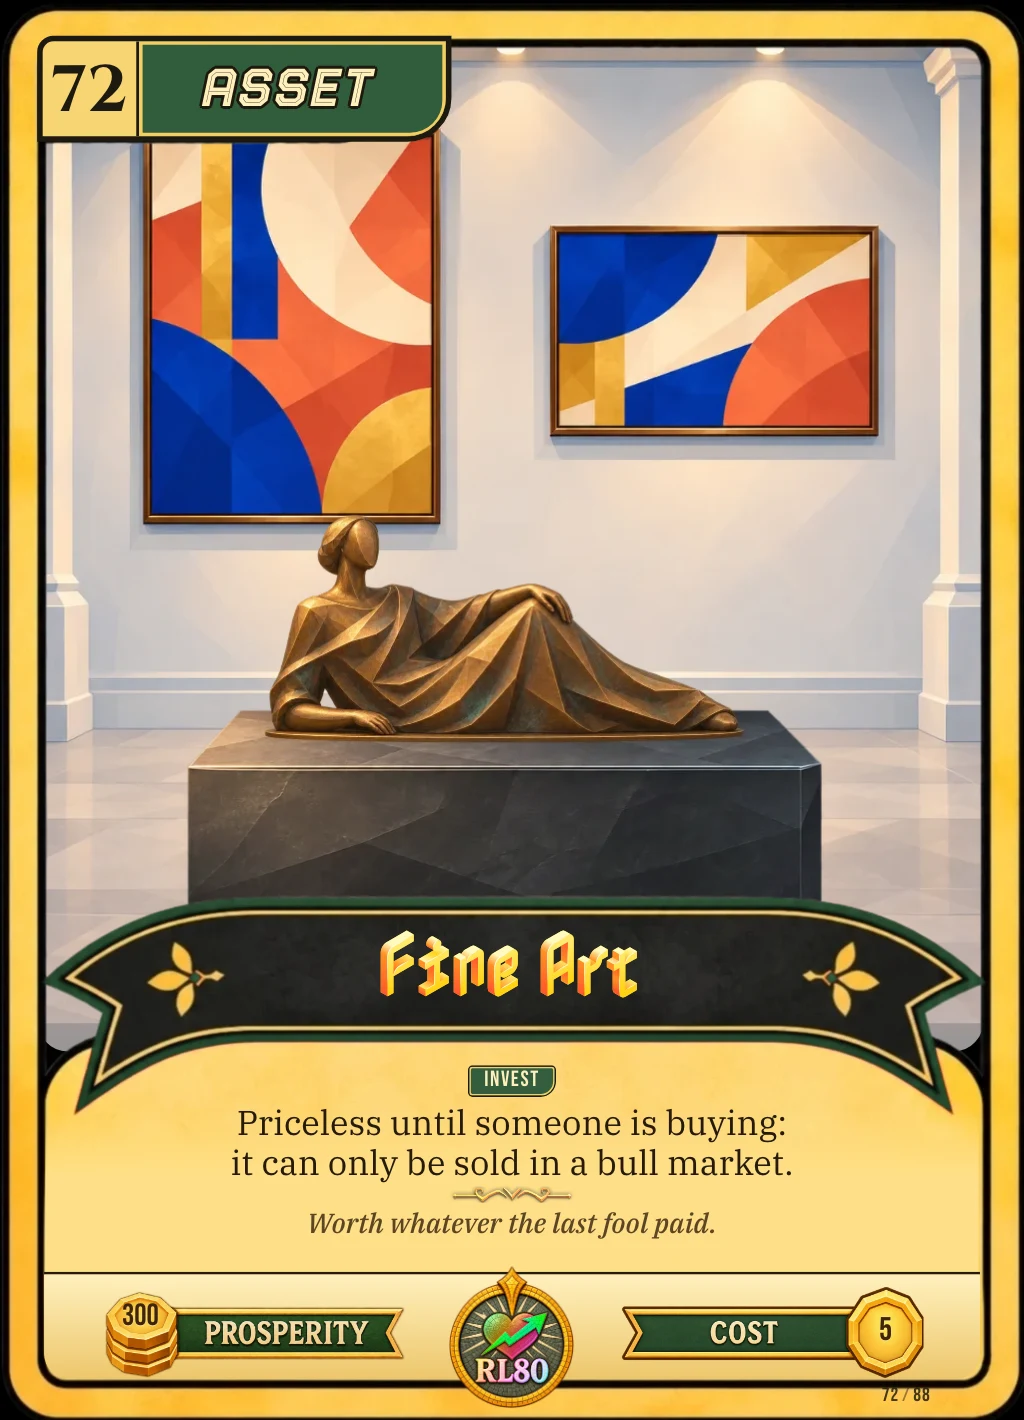 72
ASSET
Fine Art
INVEST
Priceless until someone is buying:
it can only be sold in a bull market.
Worth whatever the last fool paid.
300
PROSPERITY
RL80
COST
5
72 / 88